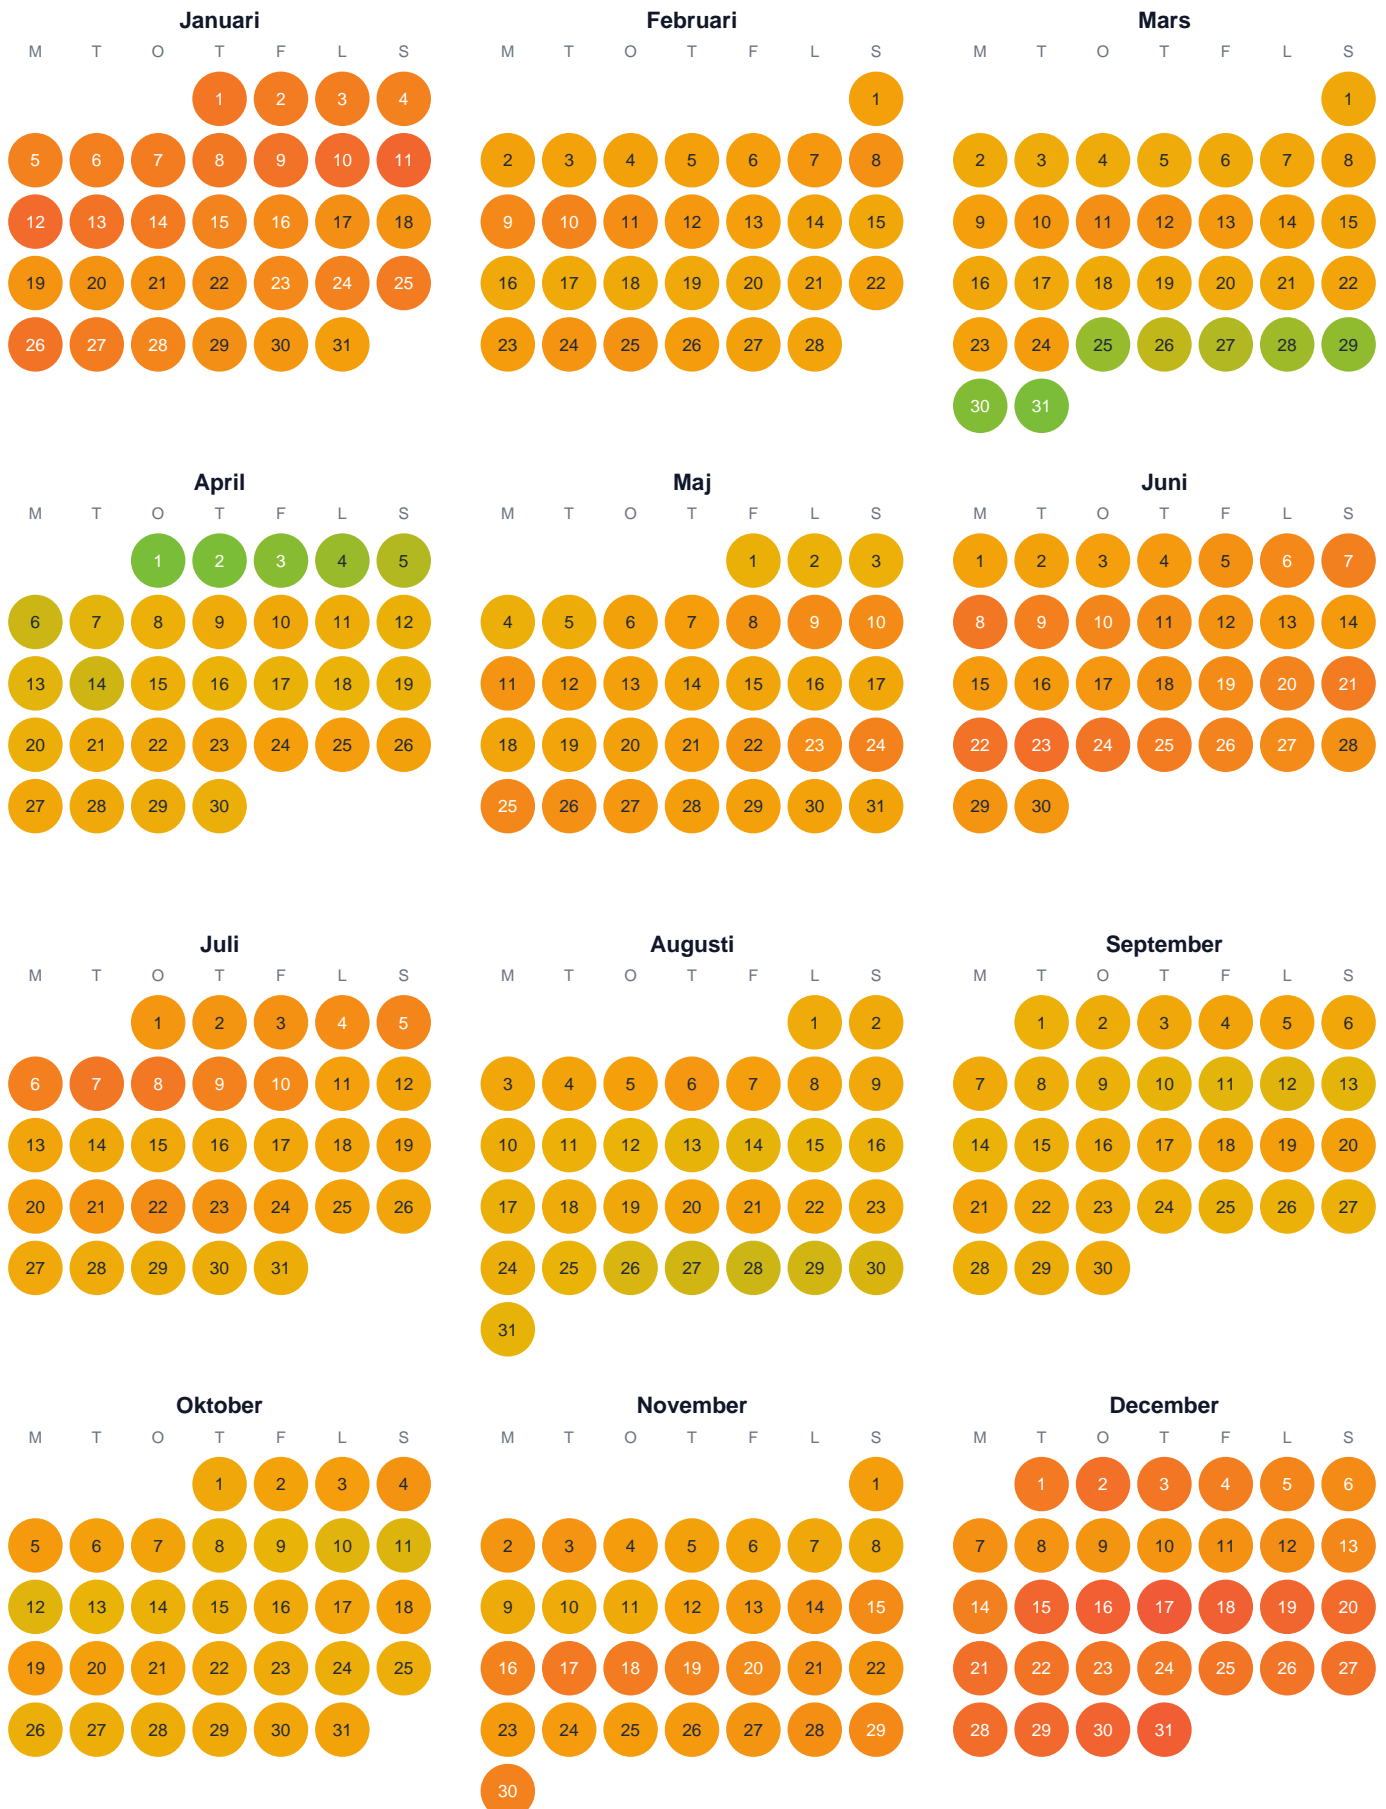 Januari Februari Mars
M T O T F L S M T O T F L S M T O T F L S
1 2 3 4 1 1
5 6 7 8 9 10 11 2 3 4 5 6 7 8 2 3 4 5 6 7 8
12 13 14 15 16 17 18 9 10 11 12 13 14 15 9 10 11 12 13 14 15
19 20 21 22 23 24 25 16 17 18 19 20 21 22 16 17 18 19 20 21 22
26 27 28 29 30 31 23 24 25 26 27 28 23 24 25 26 27 28 29
30 31
April Maj Juni
M T O T F L S M T O T F L S M T O T F L S
1 2 3 4 5 1 2 3 1 2 3 4 5 6 7
6 7 8 9 10 11 12 4 5 6 7 8 9 10 8 9 10 11 12 13 14
13 14 15 16 17 18 19 11 12 13 14 15 16 17 15 16 17 18 19 20 21
20 21 22 23 24 25 26 18 19 20 21 22 23 24 22 23 24 25 26 27 28
27 28 29 30 25 26 27 28 29 30 31 29 30
Juli Augusti September
M T O T F L S M T O T F L S M T O T F L S
1 2 3 4 5 1 2 1 2 3 4 5 6
6 7 8 9 10 11 12 3 4 5 6 7 8 9 7 8 9 10 11 12 13
13 14 15 16 17 18 19 10 11 12 13 14 15 16 14 15 16 17 18 19 20
20 21 22 23 24 25 26 17 18 19 20 21 22 23 21 22 23 24 25 26 27
27 28 29 30 31 24 25 26 27 28 29 30 28 29 30
31
Oktober November December
M T O T F L S M T O T F L S M T O T F L S
1 2 3 4 1 1 2 3 4 5 6
5 6 7 8 9 10 11 2 3 4 5 6 7 8 7 8 9 10 11 12 13
12 13 14 15 16 17 18 9 10 11 12 13 14 15 14 15 16 17 18 19 20
19 20 21 22 23 24 25 16 17 18 19 20 21 22 21 22 23 24 25 26 27
26 27 28 29 30 31 23 24 25 26 27 28 29 28 29 30 31
30